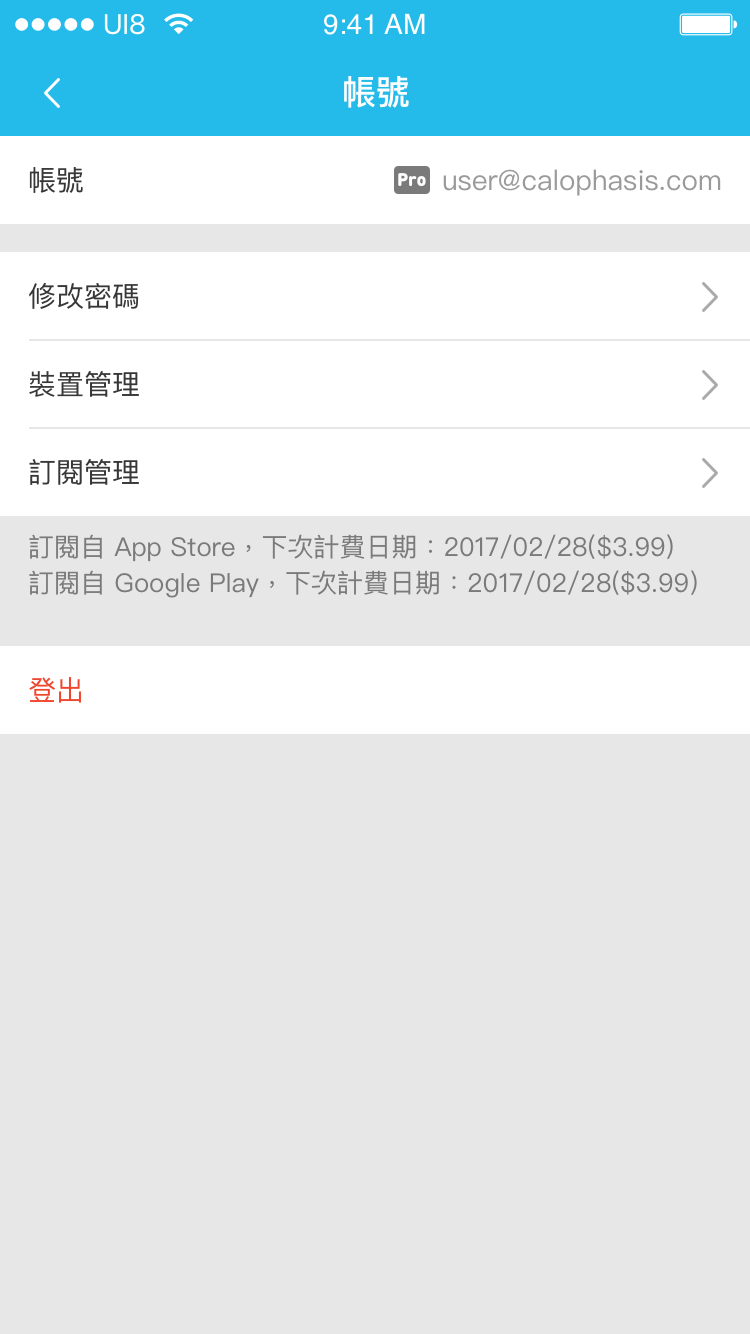 UI8 9:41 AM
帳號
帳號 Pro user@calophasis.com
修改密碼
裝置管理
訂閱管理
訂閱自 App Store，下次計費日期：2017/02/28($3.99)
訂閱自 Google Play，下次計費日期：2017/02/28($3.99)
登出